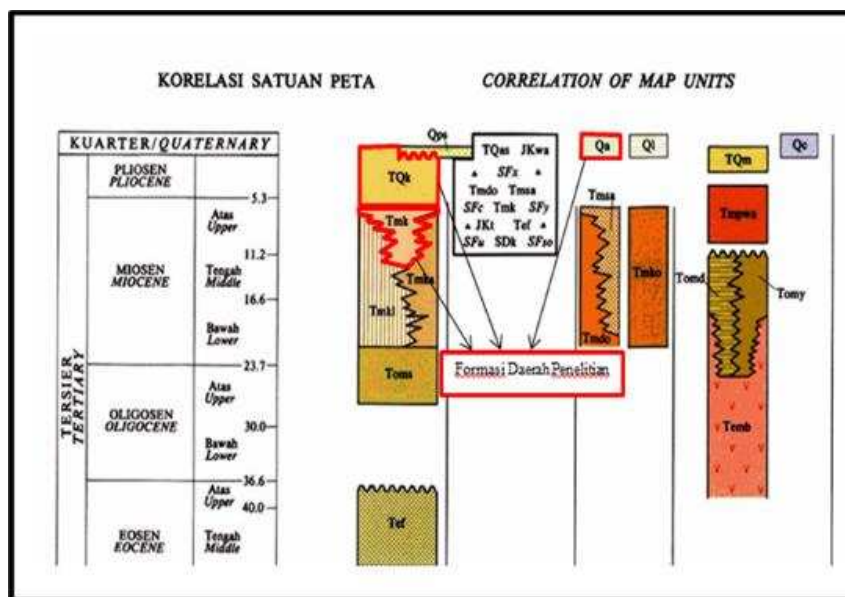 KORELASI SATUAN PETA
CORRELATION OF MAP UNITS
KUARTER/QUATERNARY
TERSIER
TERTIARY
PLIOSEN
PLIOCENE
5.3
MIOSEN
MIOCENE
Atas
Upper
11.2
Tengah
Middle
16.6
Bawah
Lower
23.7
OLIGOSEN
OLIGOCENE
Atas
Upper
30.0
Bawah
Lower
36.6
EOSEN
EOCENE
Atas
Upper
40.0
Tengah
Middle
Qps
TQk
Tmk
Tmkl
Toms
Tef
TQas JKwa
SFx
Tmdo Tmsa
SFc Tmk SFy
JKt Tef
SFu SDk SFso
Formasi Daerah Penelitian
Qa
Ql
Tmsa
Tmko
Tmdo
TQm
Qc
Tmpwa
Tomd
Tomy
Temb